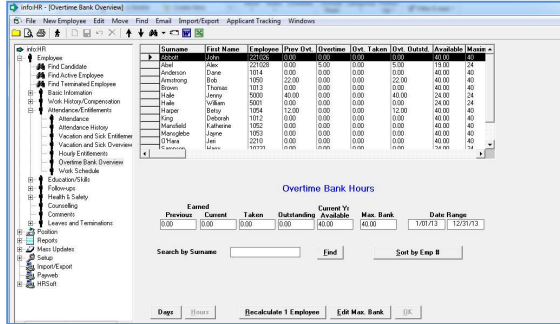 info:HR - [Overtime Bank Overview]
File New Employee Edit Move Find Email Import/Export Applicant Tracking Windows
info:HR
Employee
Find Candidate
Find Active Employee
Find Terminated Employee
Basic Information
Work History/Compensation
Attendance/Entitlements
Attendance
Attendance History
Vacation and Sick Entitlemer
Vacation and Sick Overview
Hourly Entitlements
Overtime Bank Overview
Work Schedule
Education/Skills
Follow-ups
Health & Safety
Counselling
Comments
Leaves and Terminations
Position
Reports
Mass Updates
Setup
Import/Export
Payweb
HRSoft
Surname First Name Employee Prev Ovt. Overtime Ovt. Taken Ovt. Outstd. Available Maxim
Abbott John 221026 0.00 0.00 0.00 0.00 40.00 40
Abel Alex 221028 0.00 5.00 0.00 5.00 19.00 24
Anderson Dane 1014 0.00 0.00 0.00 0.00 40.00 40
Armstrong Bob 1050 22.00 0.00 0.00 22.00 40.00 40
Brown Thomas 1013 0.00 0.00 0.00 0.00 40.00 40
Haile Jenny 5000 40.00 0.00 0.00 40.00 24.00 24
Haile William 5001 0.00 0.00 0.00 0.00 24.00 24
Harper Betsy 1054 12.00 0.00 0.00 12.00 40.00 40
King Deborah 1012 0.00 0.00 0.00 0.00 40.00 40
Mansfield Katherine 1052 0.00 0.00 0.00 0.00 40.00 40
Mansglebe Jayne 1053 0.00 0.00 0.00 0.00 40.00 40
O'Hara Jeri 2210 0.00 0.00 0.00 0.00 40.00 40
Overtime Bank Hours
Earned
Previous Current Taken Outstanding Current Yr. Available Max. Bank Date Range
0.00 0.00 0.00 0.00 40.00 40.00 1/01/13 12/31/13
Search by Surname Find Sort by Emp #
Days Hours Recalculate 1 Employee Edit Max. Bank OK